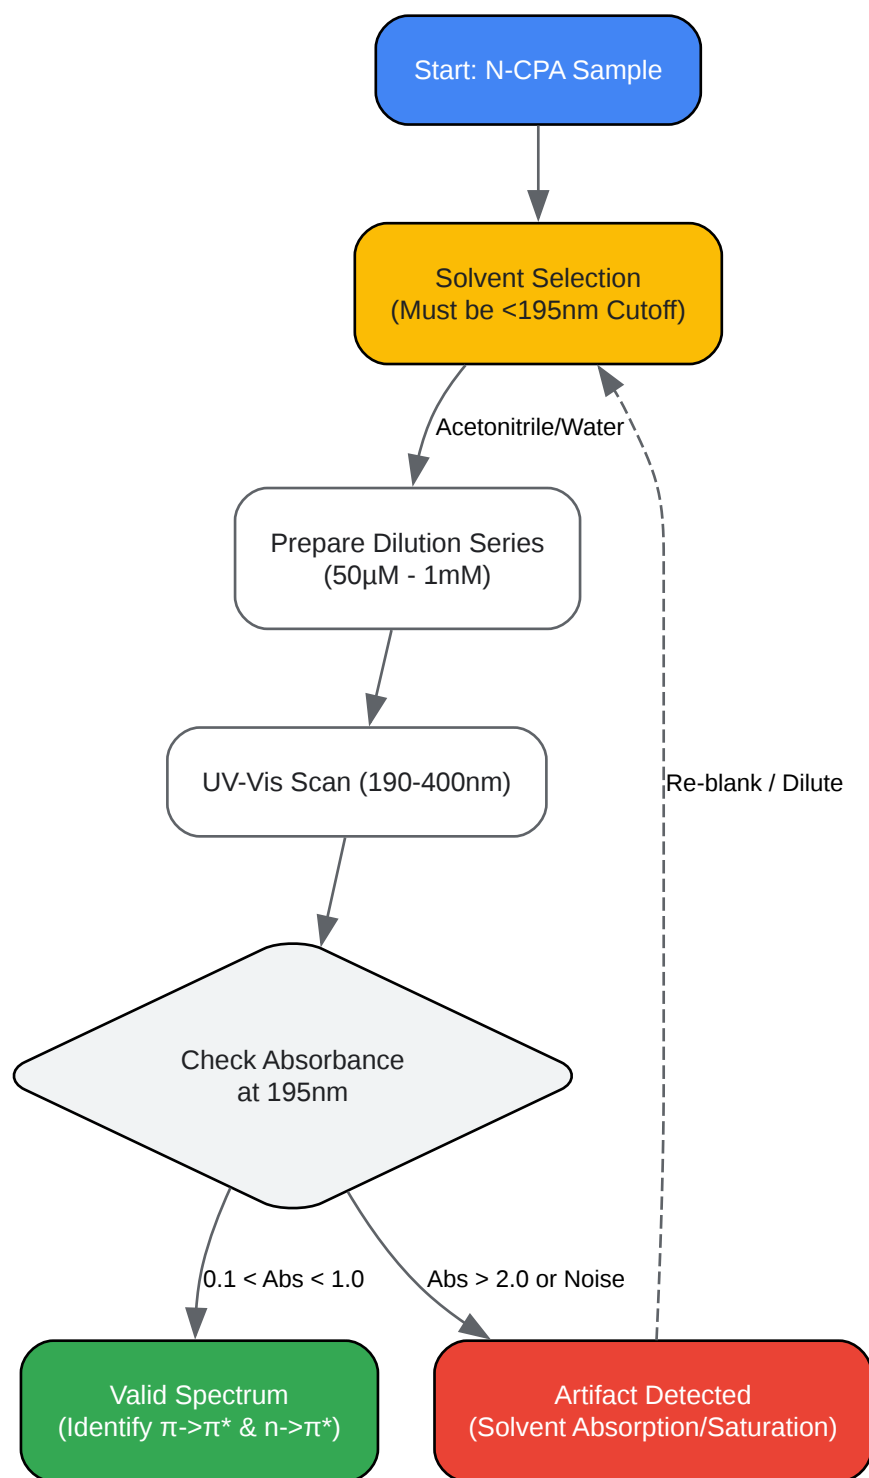 Start: N-CPA Sample
Solvent Selection
(Must be <195nm Cutoff)
Acetonitrile/Water
Prepare Dilution Series
(50µM - 1mM)
UV-Vis Scan (190-400nm)
Re-blank / Dilute
Check Absorbance
at 195nm
0.1 < Abs < 1.0
Abs > 2.0 or Noise
Valid Spectrum
(Identify π->π* & n->π*)
Artifact Detected
(Solvent Absorption/Saturation)